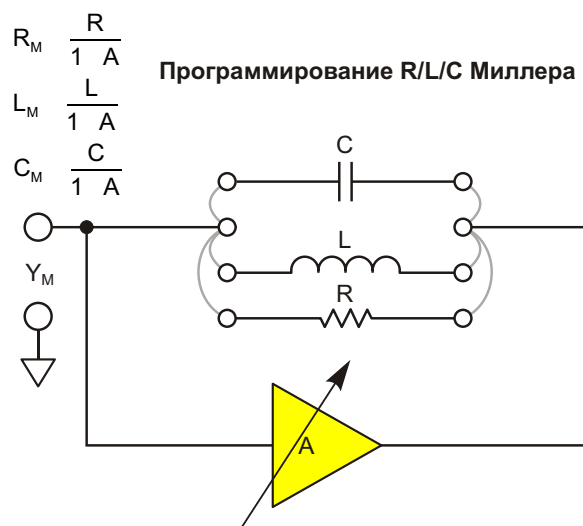 R_M R / 1 A
L_M L / 1 A
C_M C / 1 A
Программирование R/L/C Миллера
C
L
R
Y_M
A